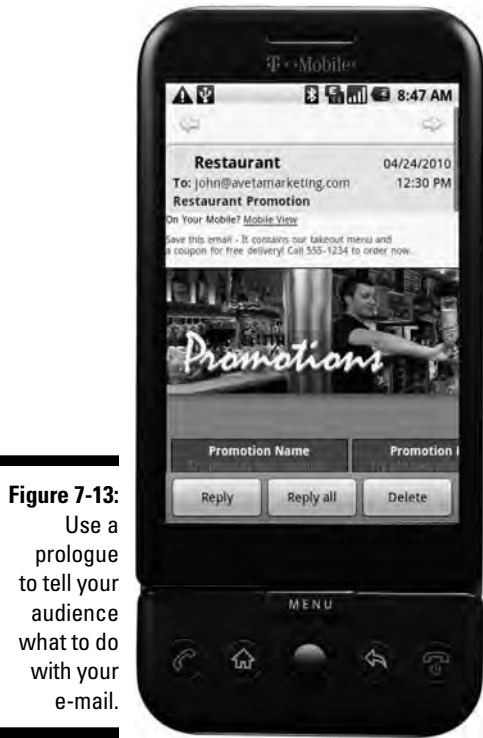 T··Mobile·
8:47 AM
Restaurant 04/24/2010
To: john@avetamarketing.com 12:30 PM
Restaurant Promotion
On Your Mobile? Mobile View
Save this email - It contains our takeout menu and
a coupon for free delivery! Call 555-1234 to order now.
Promotions
Promotion Name Promotion
Reply Reply all Delete
MENU
Figure 7-13:
Use a
prologue
to tell your
audience
what to do
with your
e-mail.